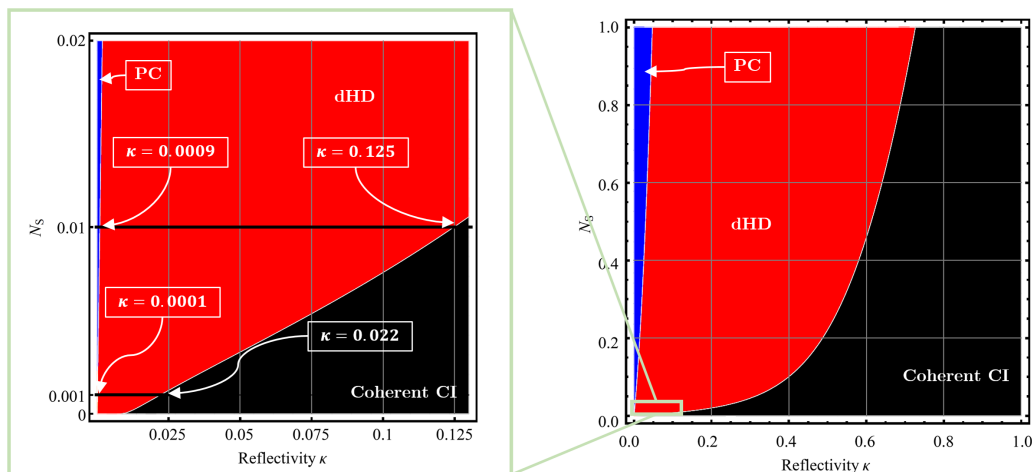 0.02
PC
dHD
κ = 0.0009
κ = 0.125
N_S
0.01
κ = 0.0001
κ = 0.022
Coherent CI
0.001
0
0.025
0.05
0.075
0.1
0.125
Reflectivity κ
1.0
PC
0.8
0.6
N_S
dHD
0.4
0.2
Coherent CI
0.0
0.0
0.2
0.4
0.6
0.8
1.0
Reflectivity κ